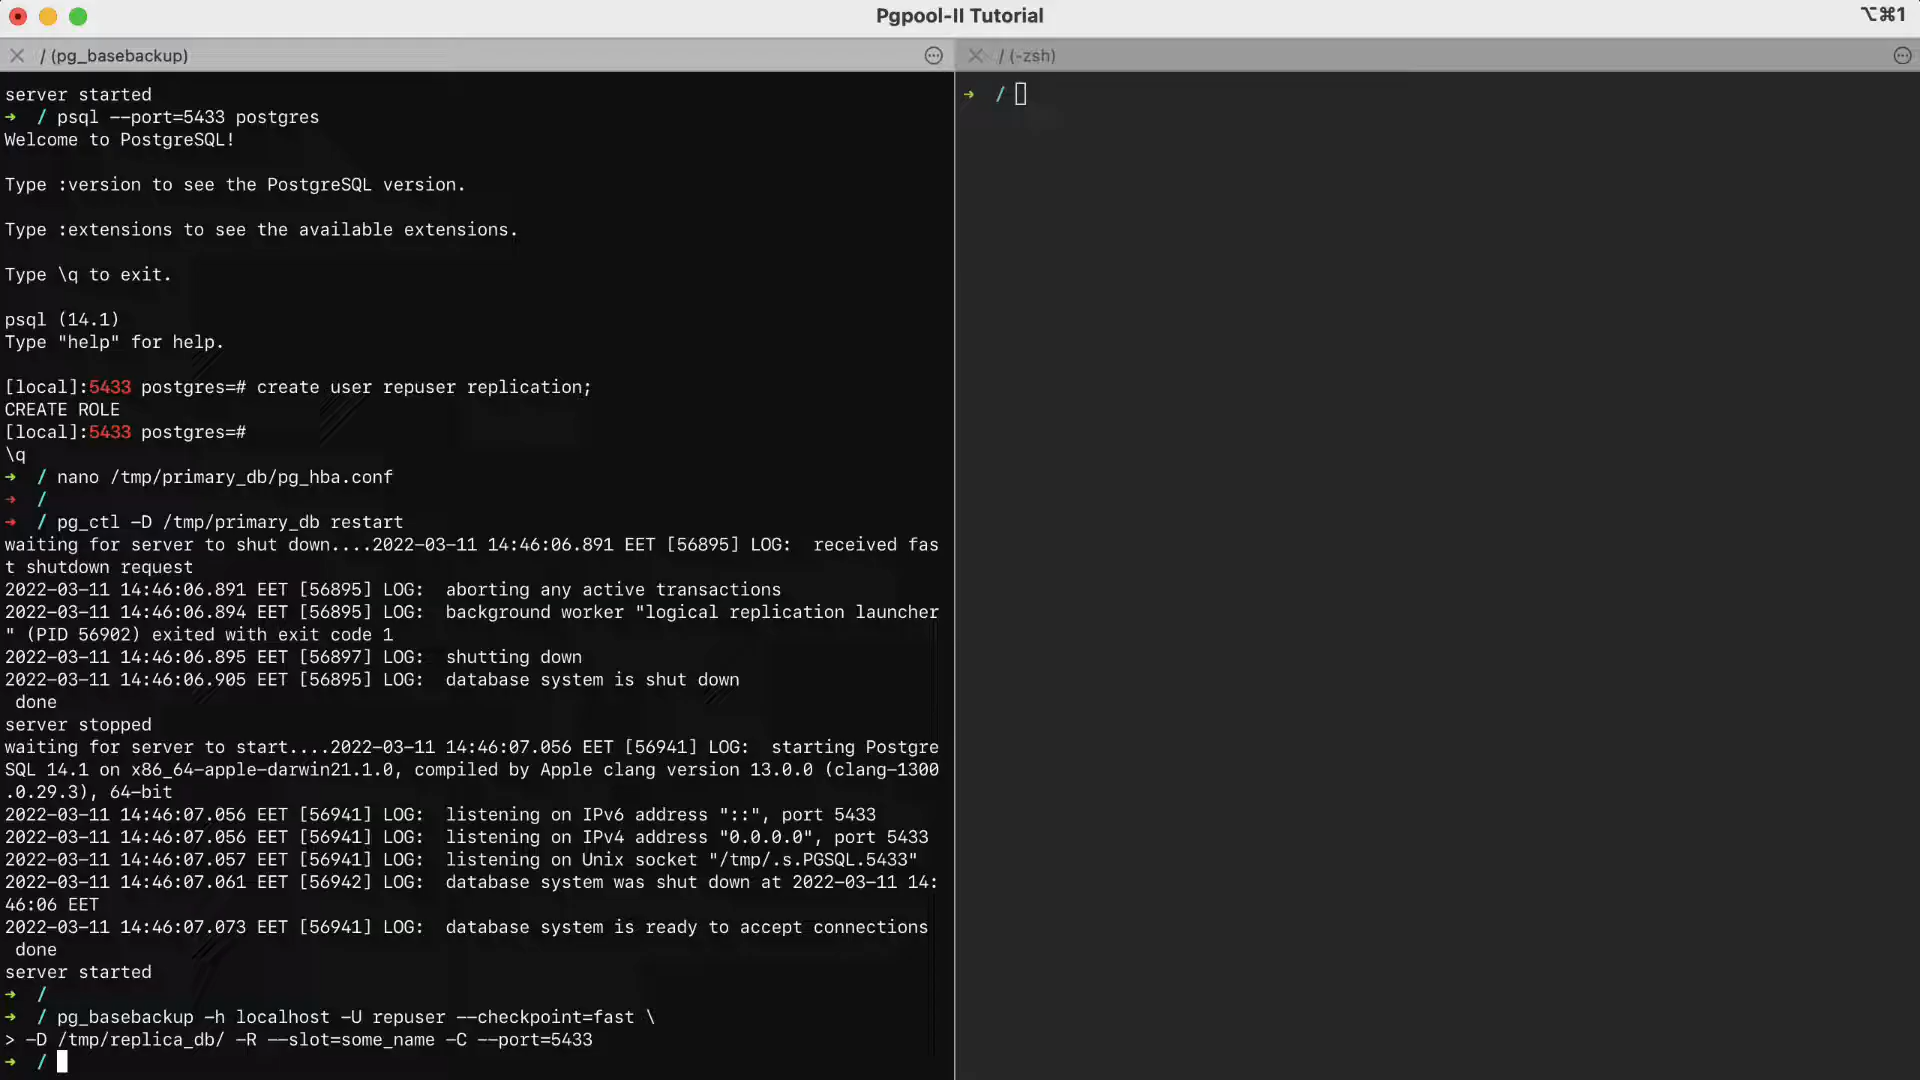 Pgpool-II Tutorial
⌥⌘1
/ (pg_basebackup)
/ (-zsh)
server started
➜ / psql --port=5433 postgres
Welcome to PostgreSQL!
Type :version to see the PostgreSQL version.
Type :extensions to see the available extensions.
Type \q to exit.
psql (14.1)
Type "help" for help.
[local]:5433 postgres=# create user repuser replication;
CREATE ROLE
[local]:5433 postgres=#
\q
➜ / nano /tmp/primary_db/pg_hba.conf
➜ /
➜ / pg_ctl -D /tmp/primary_db restart
waiting for server to shut down....2022-03-11 14:46:06.891 EET [56895] LOG:  received fas
t shutdown request
2022-03-11 14:46:06.891 EET [56895] LOG:  aborting any active transactions
2022-03-11 14:46:06.894 EET [56895] LOG:  background worker "logical replication launcher
" (PID 56902) exited with exit code 1
2022-03-11 14:46:06.895 EET [56897] LOG:  shutting down
2022-03-11 14:46:06.905 EET [56895] LOG:  database system is shut down
done
server stopped
waiting for server to start....2022-03-11 14:46:07.056 EET [56941] LOG:  starting Postgre
SQL 14.1 on x86_64-apple-darwin21.1.0, compiled by Apple clang version 13.0.0 (clang-1300
.0.29.3), 64-bit
2022-03-11 14:46:07.056 EET [56941] LOG:  listening on IPv6 address "::", port 5433
2022-03-11 14:46:07.056 EET [56941] LOG:  listening on IPv4 address "0.0.0.0", port 5433
2022-03-11 14:46:07.057 EET [56941] LOG:  listening on Unix socket "/tmp/.s.PGSQL.5433"
2022-03-11 14:46:07.061 EET [56942] LOG:  database system was shut down at 2022-03-11 14:
46:06 EET
2022-03-11 14:46:07.073 EET [56941] LOG:  database system is ready to accept connections
done
server started
➜ /
➜ / pg_basebackup -h localhost -U repuser --checkpoint=fast \
> -D /tmp/replica_db/ -R --slot=some_name -C --port=5433
➜ /
➜ /